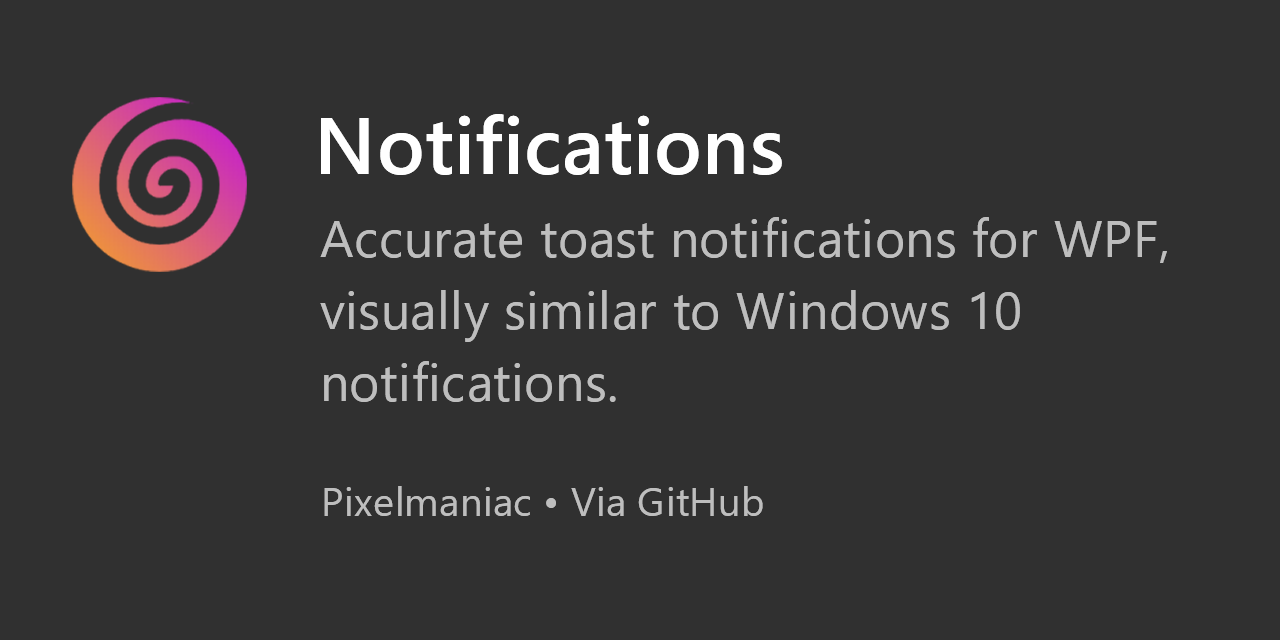 Notifications
Accurate toast notifications for WPF,
visually similar to Windows 10
notifications.
Pixelmaniac • Via GitHub